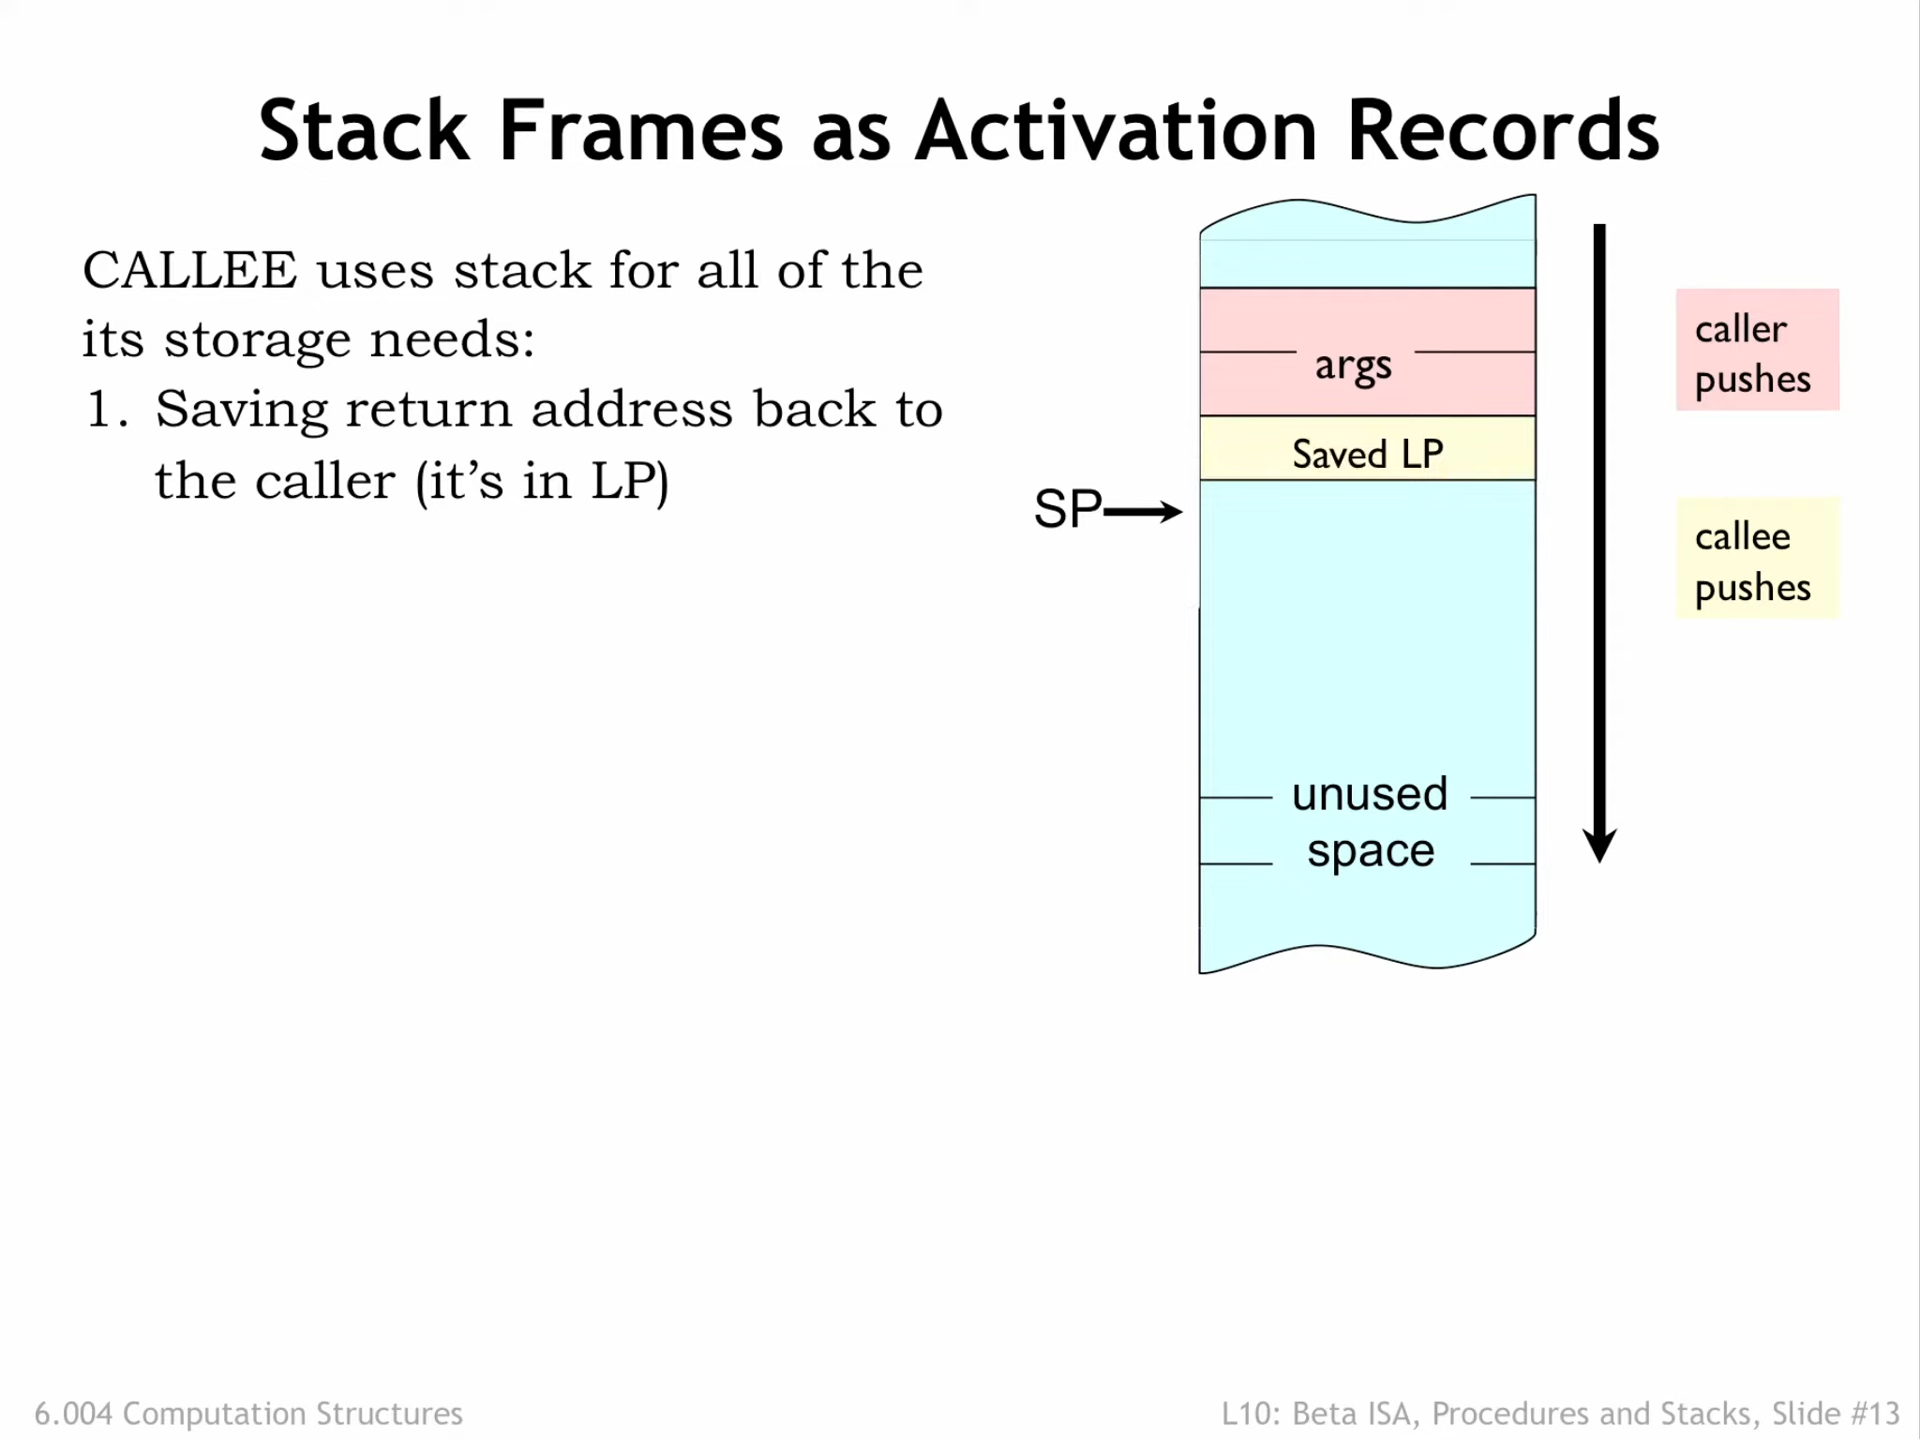 Stack Frames as Activation Records
CALLEE uses stack for all of the
its storage needs:
1. Saving return address back to
the caller (it’s in LP)
args
Saved LP
SP
unused
space
caller
pushes
callee
pushes
6.004 Computation Structures
L10: Beta ISA, Procedures and Stacks, Slide #13